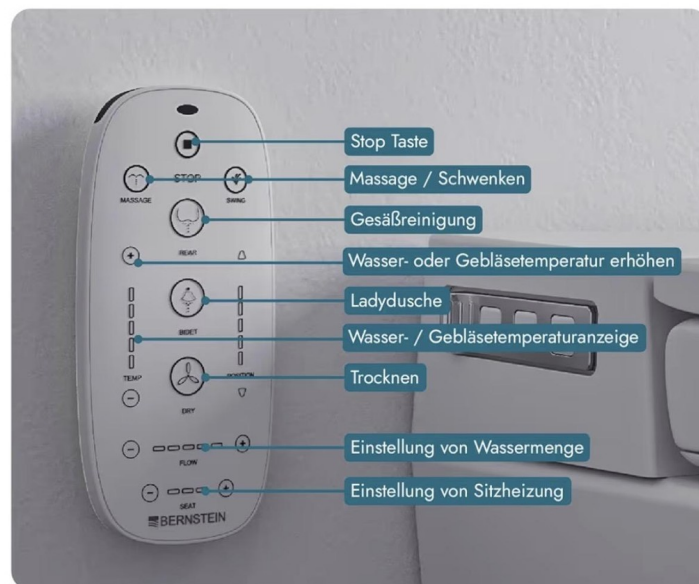 Stop Taste
STOP
Massage / Schwenken
MASSAGE
SWING
Gesäßreinigung
REAR
Wasser- oder Gebläsetemperatur erhöhen
Ladydusche
BIDET
Wasser- / Gebläsetemperaturanzeige
TEMP
POSITION
Trocknen
DRY
Einstellung von Wassermenge
FLOW
Einstellung von Sitzheizung
SEAT
BERNSTEIN